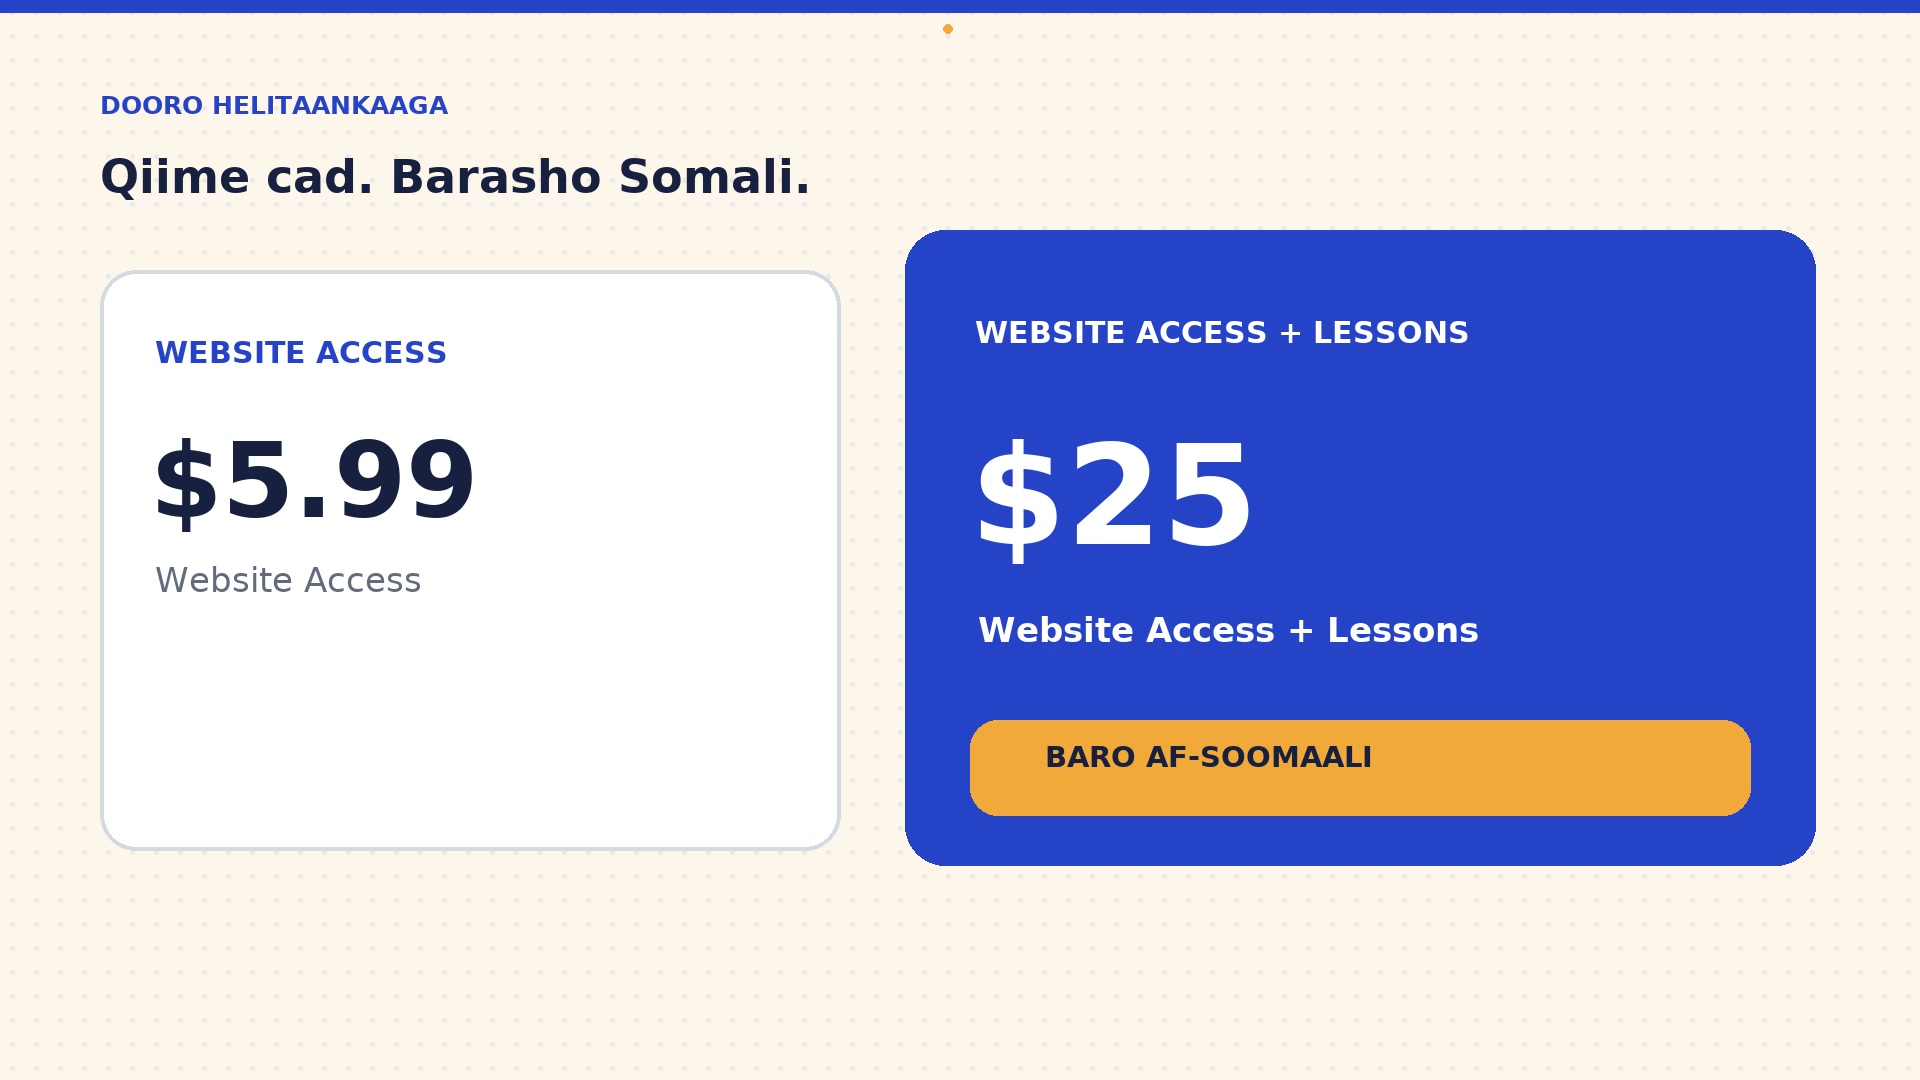 DOORO HELITAANKAAGA
Qiime cad. Barasho Somali.
WEBSITE ACCESS
$5.99
Website Access
WEBSITE ACCESS + LESSONS
$25
Website Access + Lessons
BARO AF-SOOMAALI